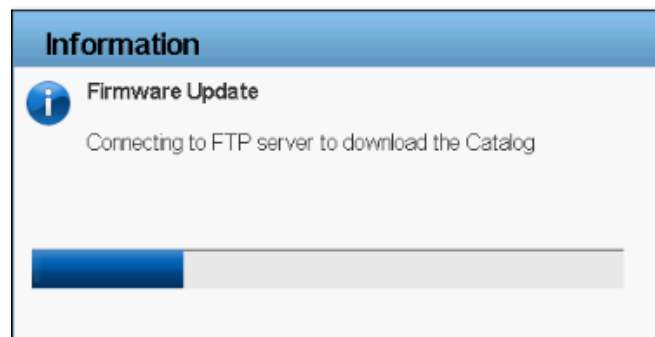 Information
Firmware Update
Connecting to FTP server to download the Catalog